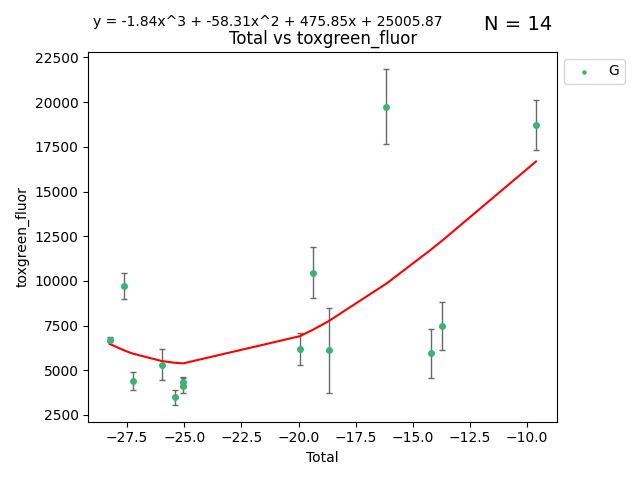 y = -1.84x^3 + -58.31x^2 + 475.85x + 25005.87
N = 14
Total vs toxgreen_fluor
G
22500
20000
17500
15000
12500
10000
7500
5000
2500
toxgreen_fluor
−27.5
−25.0
−22.5
−20.0
−17.5
−15.0
−12.5
−10.0
Total